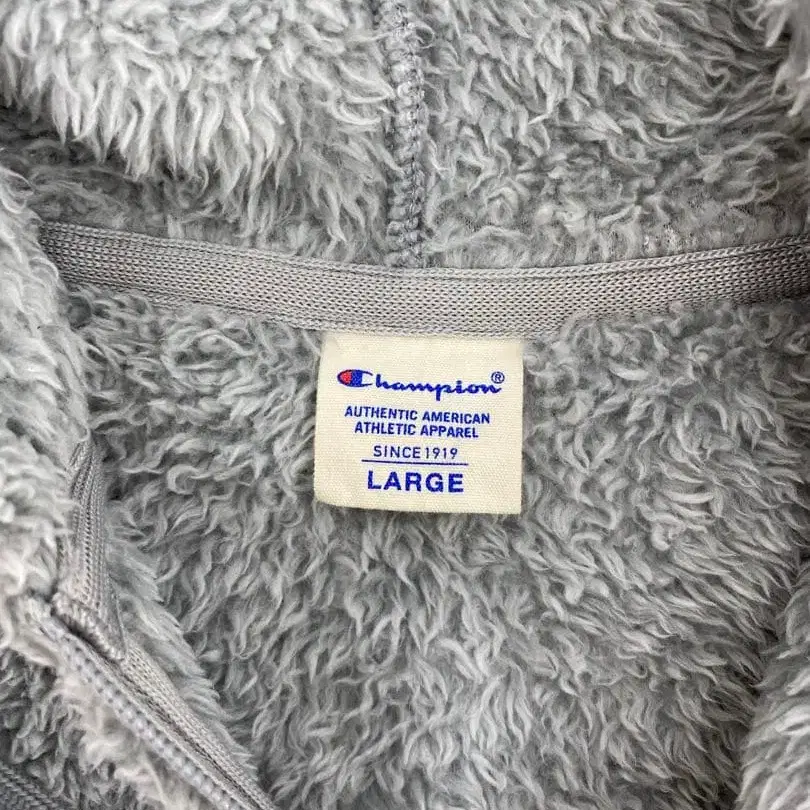 Champion®
AUTHENTIC AMERICAN
ATHLETIC APPAREL
SINCE 1919
LARGE